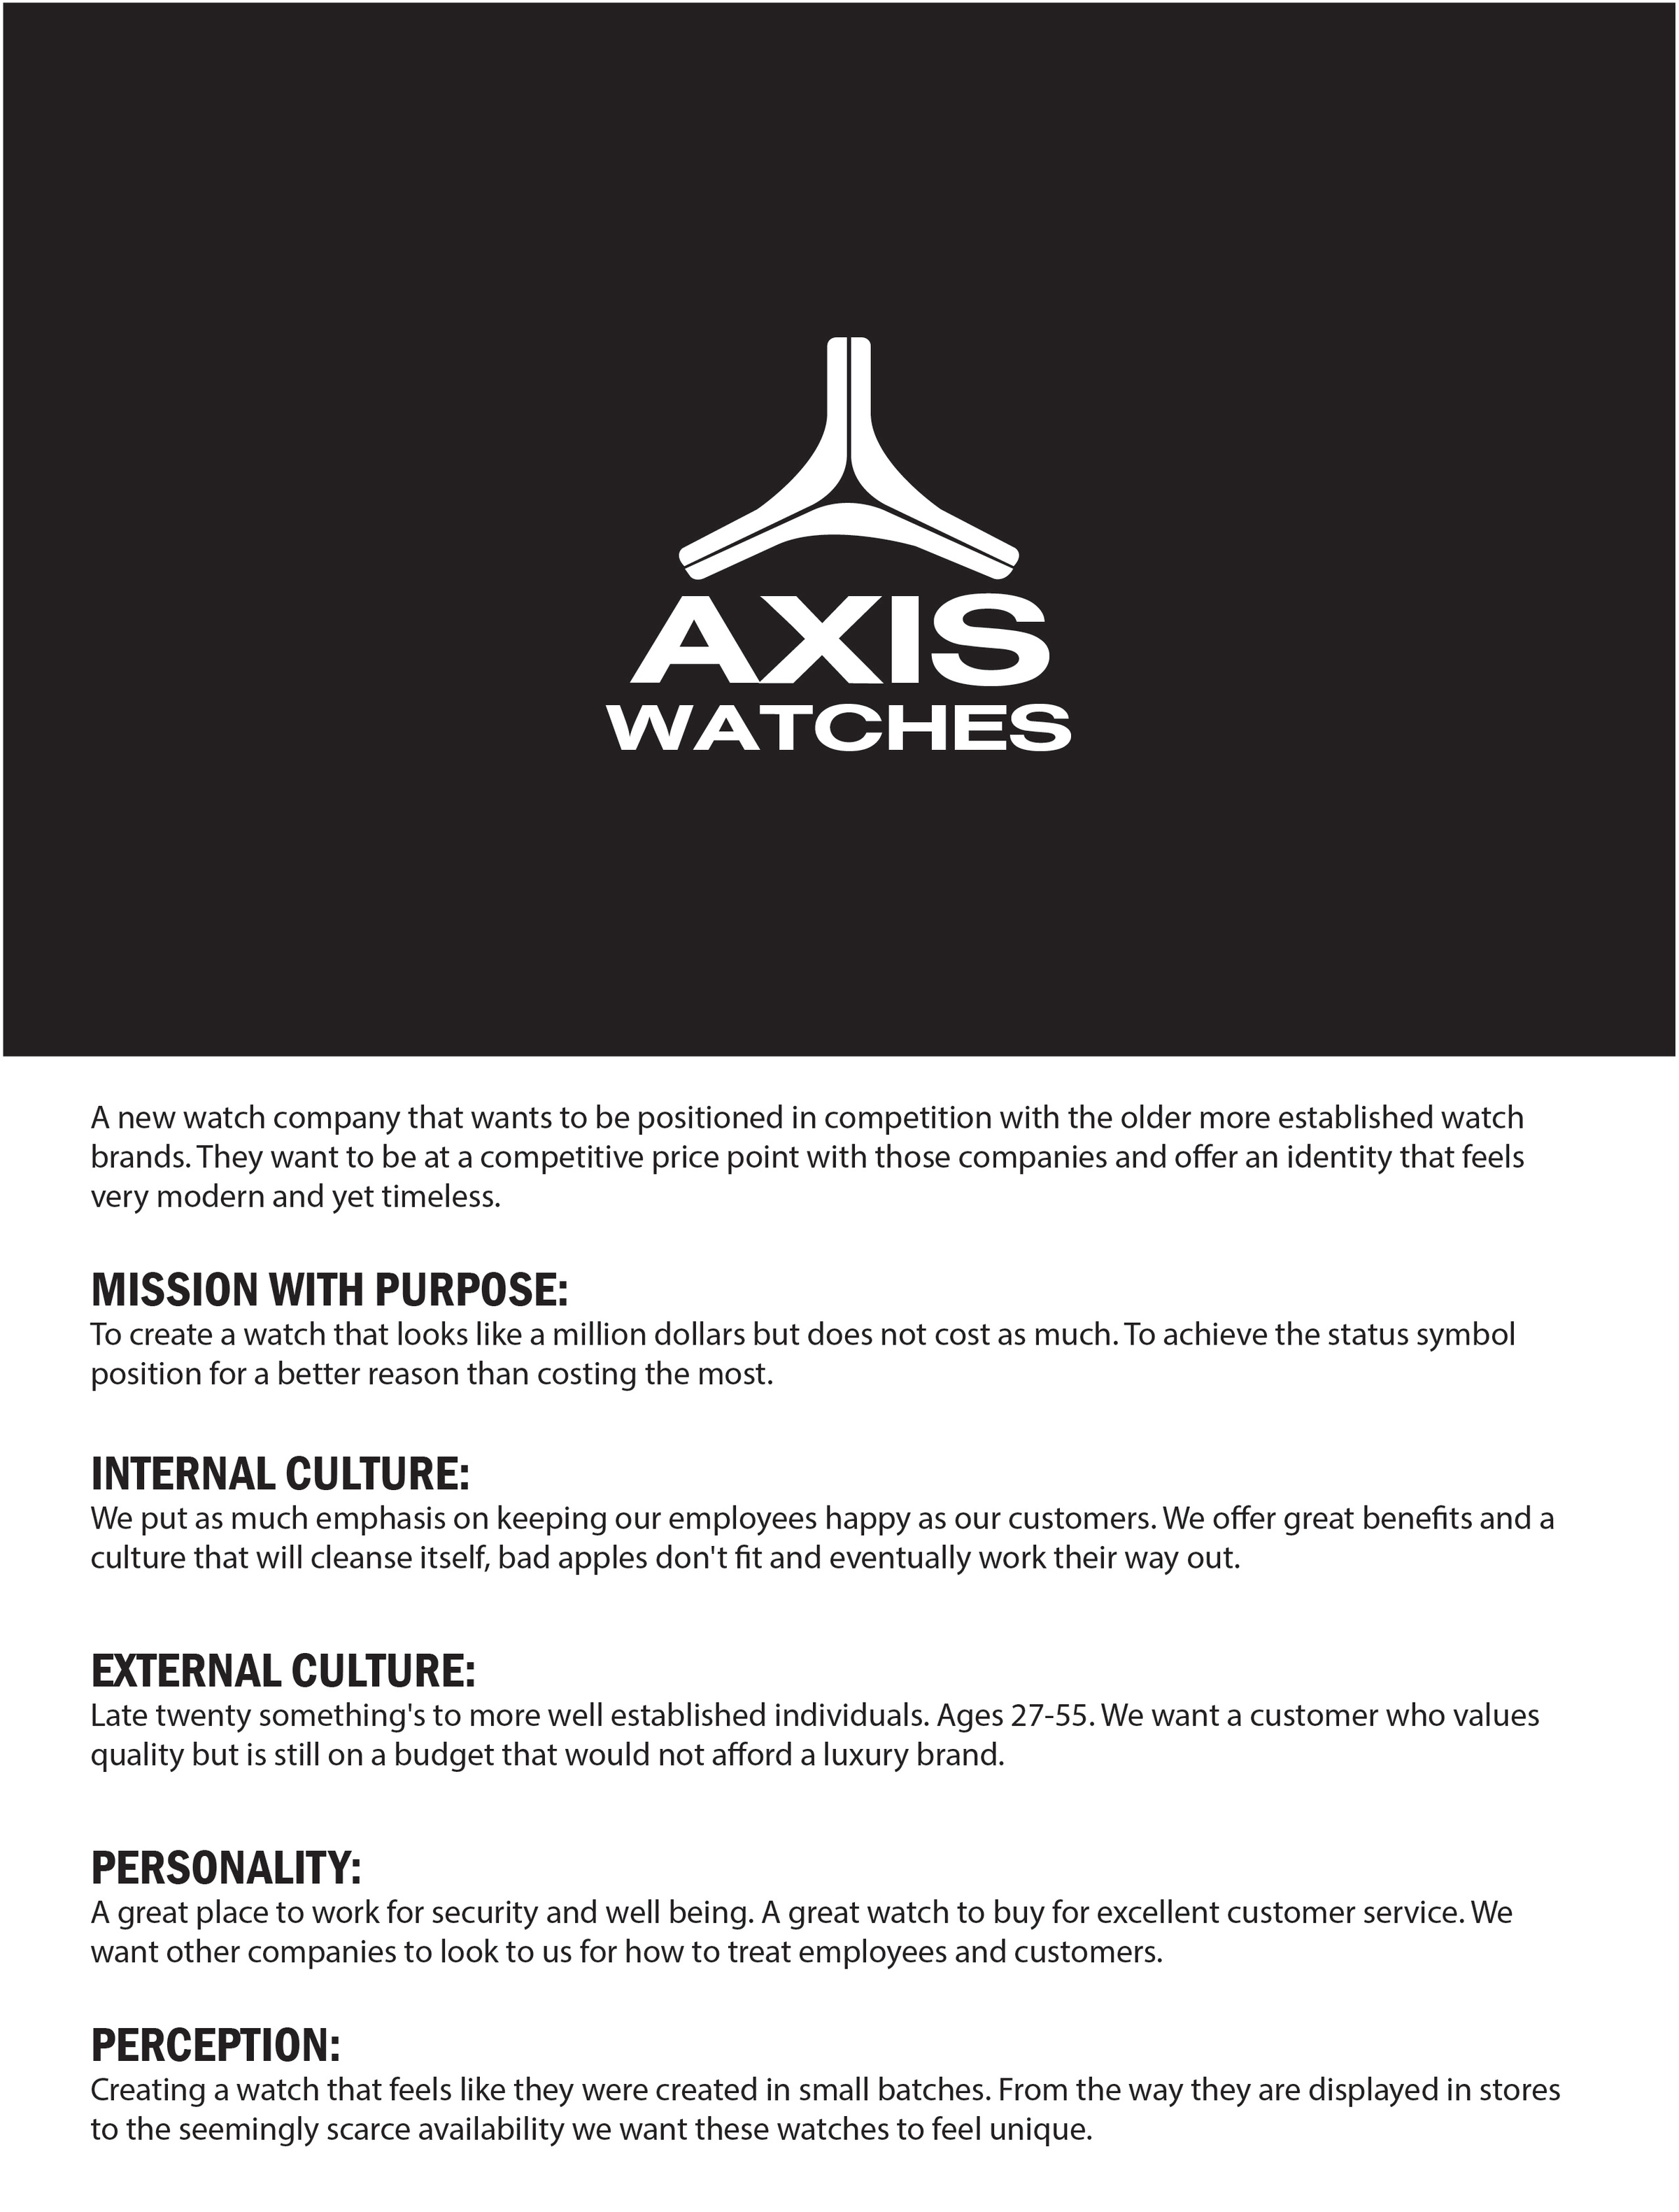 AXIS
WATCHES
A new watch company that wants to be positioned in competition with the older more established watch
brands. They want to be at a competitive price point with those companies and offer an identity that feels
very modern and yet timeless.
MISSION WITH PURPOSE:
To create a watch that looks like a million dollars but does not cost as much. To achieve the status symbol
position for a better reason than costing the most.
INTERNAL CULTURE:
We put as much emphasis on keeping our employees happy as our customers. We offer great benefits and a
culture that will cleanse itself, bad apples don't fit and eventually work their way out.
EXTERNAL CULTURE:
Late twenty something's to more well established individuals. Ages 27-55. We want a customer who values
quality but is still on a budget that would not afford a luxury brand.
PERSONALITY:
A great place to work for security and well being. A great watch to buy for excellent customer service. We
want other companies to look to us for how to treat employees and customers.
PERCEPTION:
Creating a watch that feels like they were created in small batches. From the way they are displayed in stores
to the seemingly scarce availability we want these watches to feel unique.